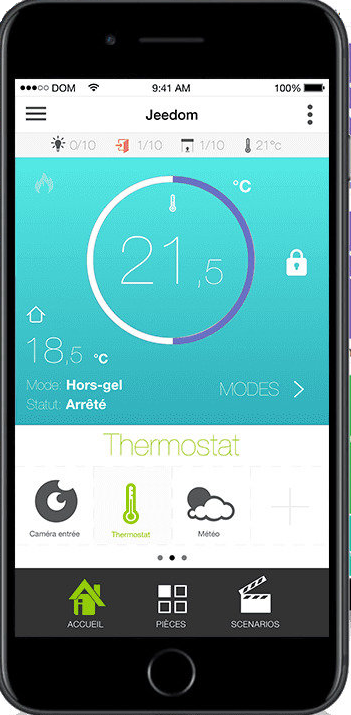 DOM 9:41 AM 100%
Jeedom
0/10 1/10 1/10 21°c
°C
21,5
18,5 °C
Mode: Hors-gel
Statut: Arrêté
MODES
Thermostat
Caméra entrée Thermostat Météo
ACCUEIL PIÈCES SCENARIOS